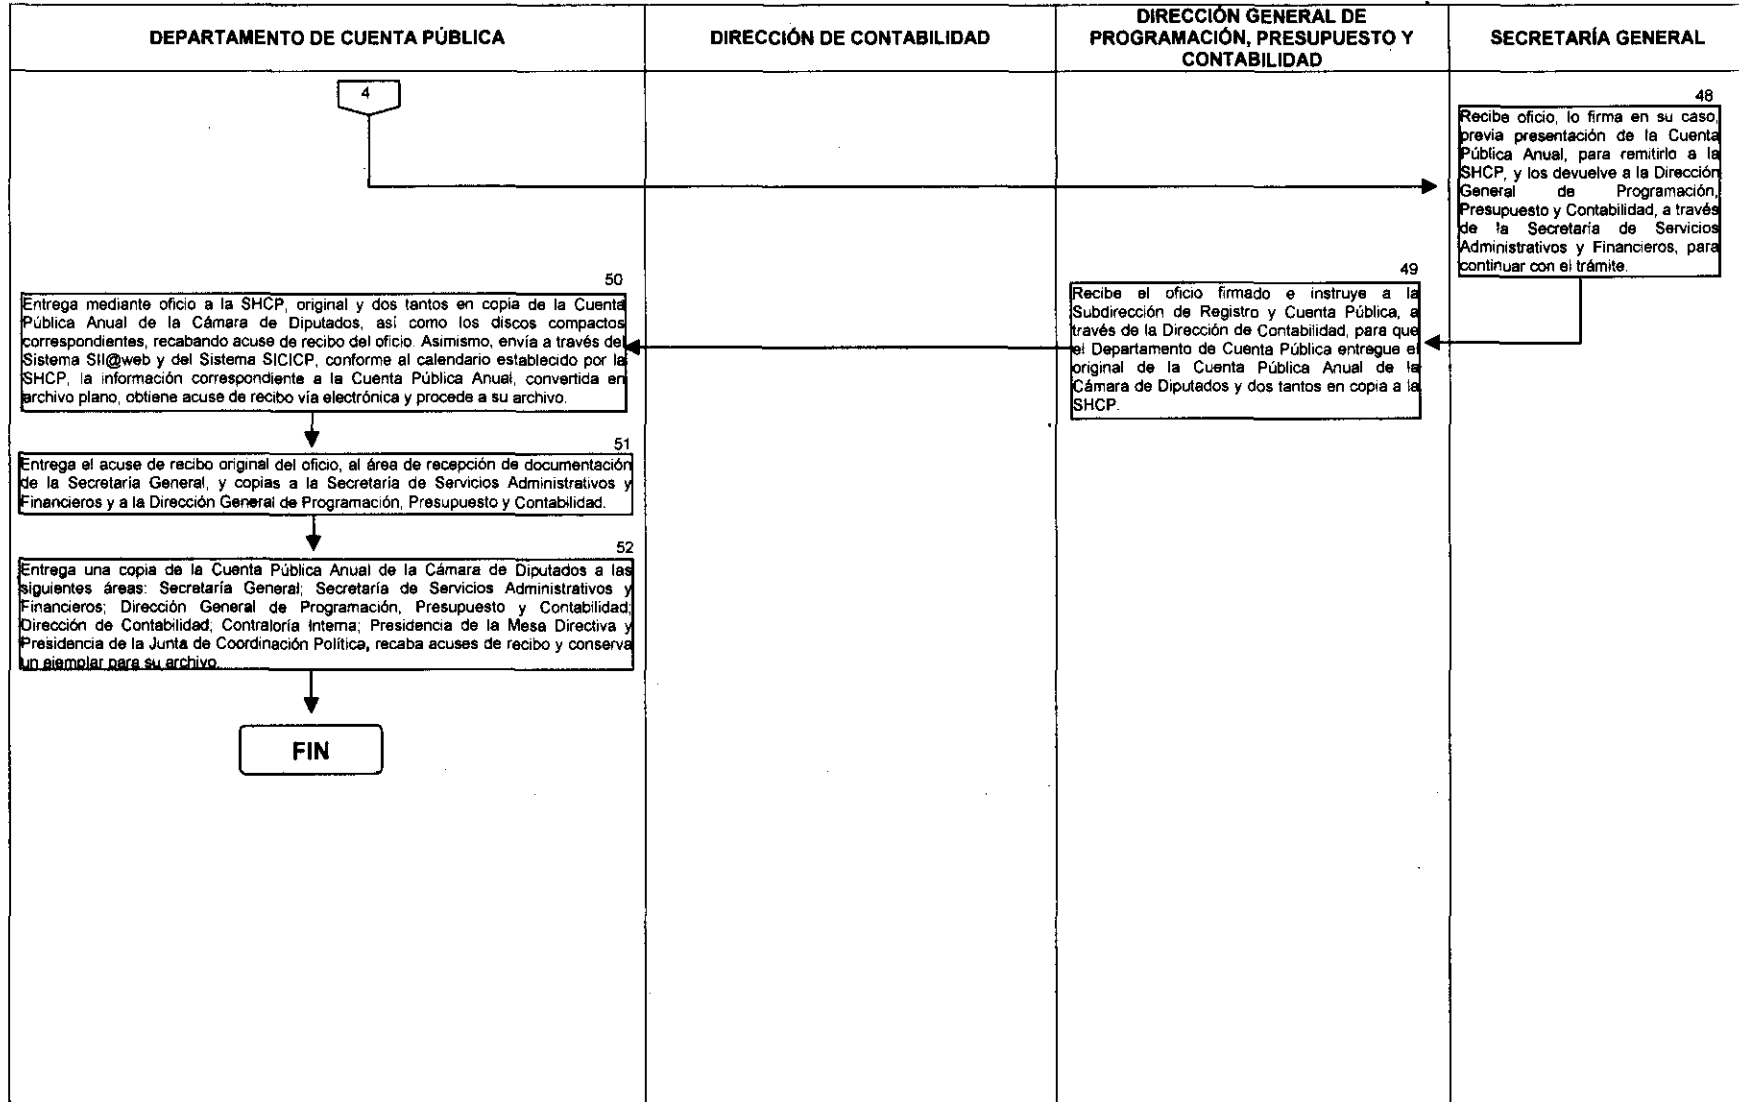 DEPARTAMENTO DE CUENTA PÚBLICA
DIRECCIÓN DE CONTABILIDAD
DIRECCIÓN GENERAL DE
PROGRAMACIÓN, PRESUPUESTO Y
CONTABILIDAD
SECRETARÍA GENERAL
4
48
Recibe oficio, lo firma en su caso,
previa presentación de la Cuenta
Pública Anual, para remitirlo a la
SHCP, y los devuelve a la Dirección
General de Programación,
Presupuesto y Contabilidad, a través
de la Secretaría de Servicios
Administrativos y Financieros, para
continuar con el trámite.
49
Recibe el oficio firmado e instruye a la
Subdirección de Registro y Cuenta Pública, a
través de la Dirección de Contabilidad, para que
el Departamento de Cuenta Pública entregue el
original de la Cuenta Pública Anual de la
Cámara de Diputados y dos tantos en copia a la
SHCP.
50
Entrega mediante oficio a la SHCP, original y dos tantos en copia de la Cuenta
Pública Anual de la Cámara de Diputados, así como los discos compactos
correspondientes, recabando acuse de recibo del oficio. Asimismo, envía a través del
Sistema SII@web y del Sistema SICICP, conforme al calendario establecido por la
SHCP, la información correspondiente a la Cuenta Pública Anual, convertida en
archivo plano, obtiene acuse de recibo vía electrónica y procede a su archivo.
51
Entrega el acuse de recibo original del oficio, al área de recepción de documentación
de la Secretaría General, y copias a la Secretaría de Servicios Administrativos y
Financieros y a la Dirección General de Programación, Presupuesto y Contabilidad.
52
Entrega una copia de la Cuenta Pública Anual de la Cámara de Diputados a las
siguientes áreas: Secretaría General; Secretaría de Servicios Administrativos y
Financieros; Dirección General de Programación, Presupuesto y Contabilidad;
Dirección de Contabilidad; Contraloría Interna; Presidencia de la Mesa Directiva y
Presidencia de la Junta de Coordinación Política, recaba acuses de recibo y conserva
un ejemplar para su archivo.
FIN